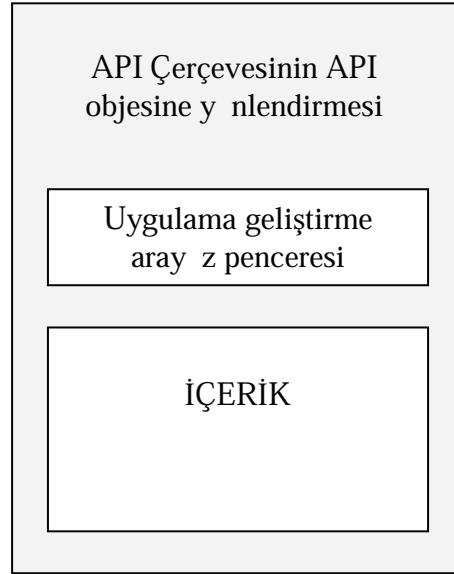 API Çerçevesinin API
objesine y nlendirmesi
Uygulama geliştirme
aray z penceresi
İÇERİK